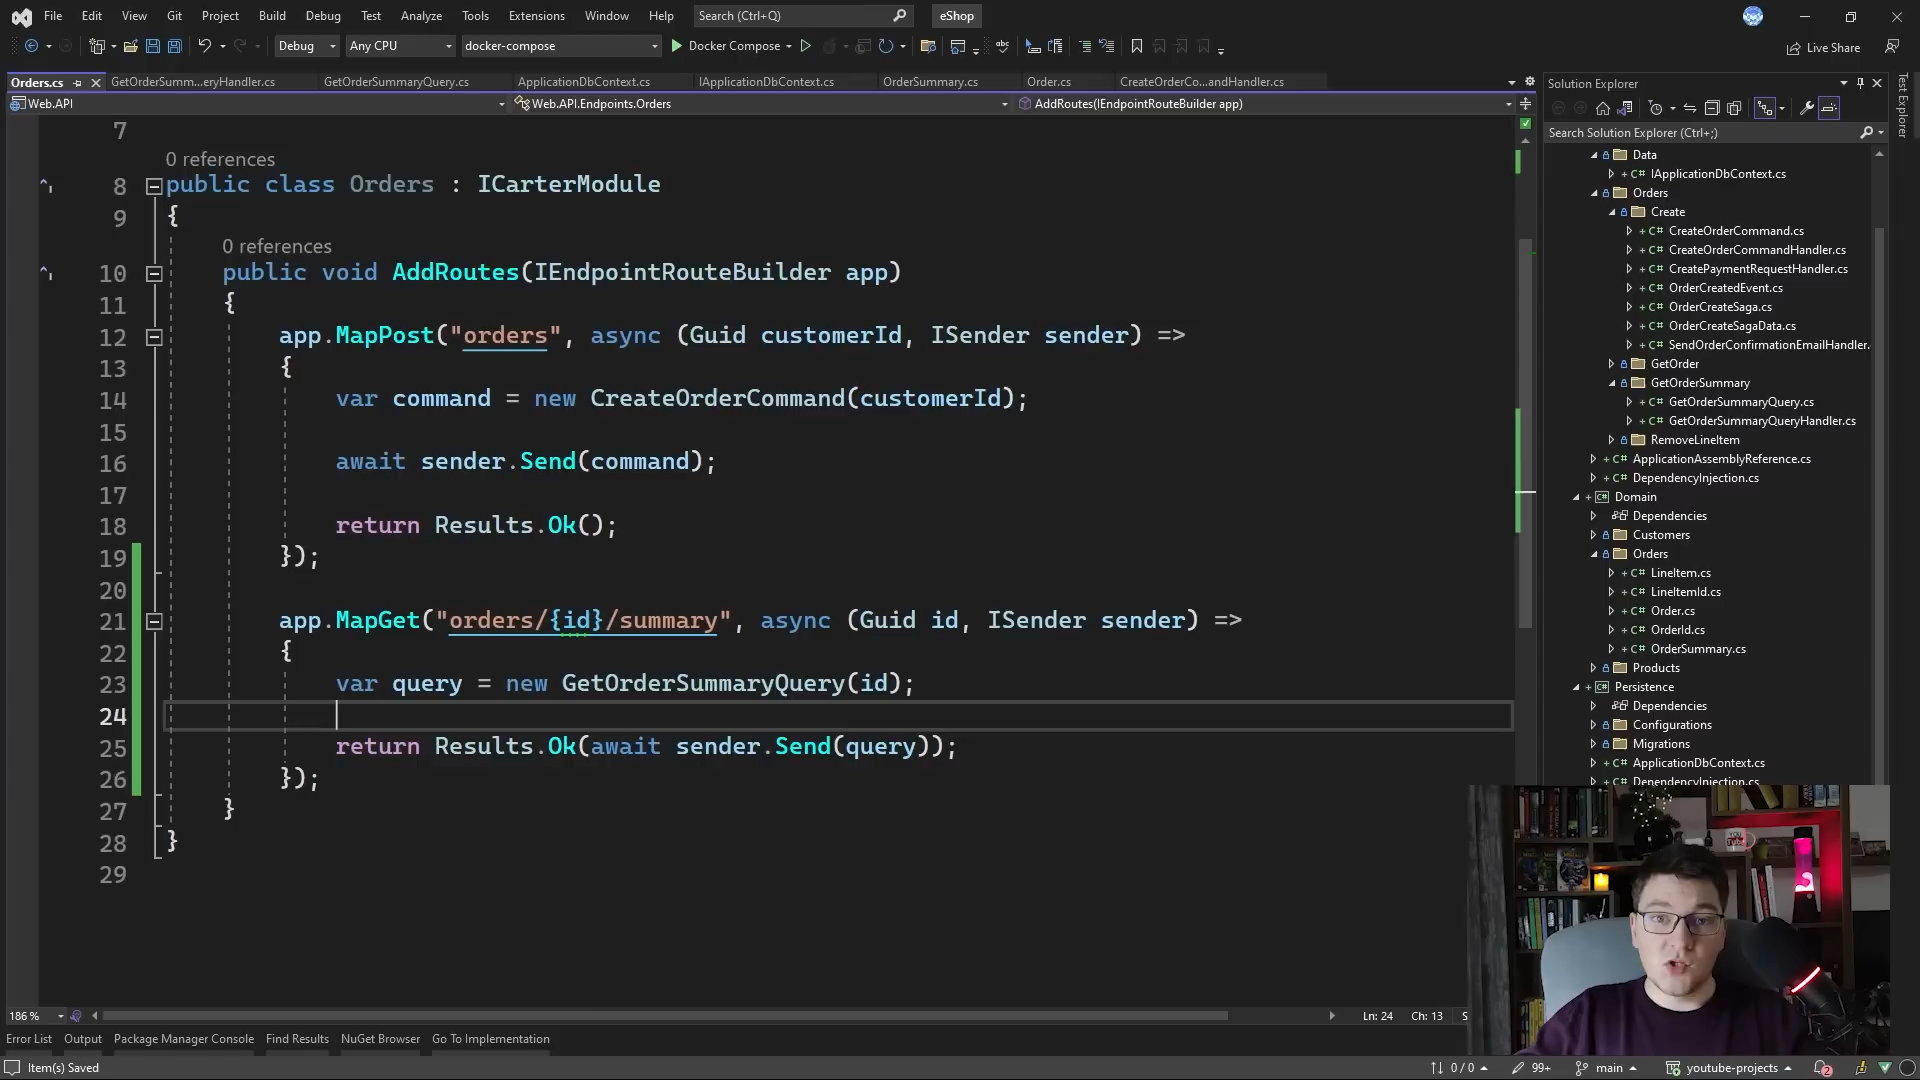 File Edit View Git Project Build Debug Test Analyze Tools Extensions Window Help Search (Ctrl+Q) eShop
Debug Any CPU docker-compose Docker Compose Live Share
Orders.cs GetOrderSumm...eryHandler.cs GetOrderSummaryQuery.cs ApplicationDbContext.cs IApplicationDbContext.cs OrderSummary.cs Order.cs CreateOrderCo...andHandler.cs
Web.API Web.API.Endpoints.Orders AddRoutes(IEndpointRouteBuilder app)
7
0 references
8 public class Orders : ICarterModule
9 {
0 references
10 public void AddRoutes(IEndpointRouteBuilder app)
11 {
12 app.MapPost("orders", async (Guid customerId, ISender sender) =>
13 {
14 var command = new CreateOrderCommand(customerId);
15
16 await sender.Send(command);
17
18 return Results.Ok();
19 });
20
21 app.MapGet("orders/{id}/summary", async (Guid id, ISender sender) =>
22 {
23 var query = new GetOrderSummaryQuery(id);
24
25 return Results.Ok(await sender.Send(query));
26 });
27 }
28 }
29
Solution Explorer
Search Solution Explorer (Ctrl+;)
Data
C# IApplicationDbContext.cs
Orders
Create
C# CreateOrderCommand.cs
C# CreateOrderCommandHandler.cs
C# CreatePaymentRequestHandler.cs
C# OrderCreatedEvent.cs
C# OrderCreateSaga.cs
C# OrderCreateSagaData.cs
C# SendOrderConfirmationEmailHandler.
GetOrder
GetOrderSummary
C# GetOrderSummaryQuery.cs
C# GetOrderSummaryQueryHandler.cs
RemoveLineItem
C# ApplicationAssemblyReference.cs
C# DependencyInjection.cs
Domain
Dependencies
Customers
Orders
C# LineItem.cs
C# LineItemId.cs
C# Order.cs
C# OrderId.cs
C# OrderSummary.cs
Products
Persistence
Dependencies
Configurations
Migrations
C# ApplicationDbContext.cs
C# DependencyInjection.cs
Test Explorer
186 % Ln: 24 Ch: 13 S
Error List Output Package Manager Console Find Results NuGet Browser Go To Implementation
Item(s) Saved 0 / 0 99+ main youtube-projects 2